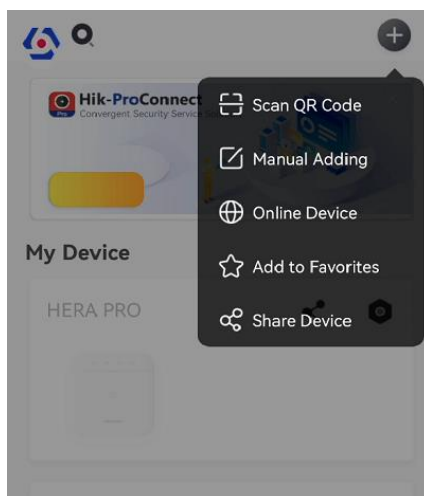 Hik-ProConnect
Convergent Security Service
Pro
Scan QR Code
Manual Adding
Online Device
Add to Favorites
Share Device
My Device
HERA PRO